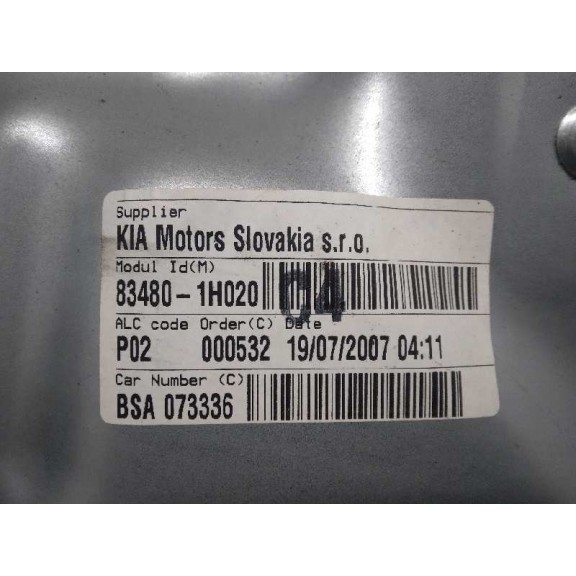 Supplier
KIA Motors Slovakia s.r.o.
Modul Id(M)
83480-1H020
C4
ALC code Order(C) Date
P02 000532 19/07/2007 04:11
Car Number (C)
BSA 073336